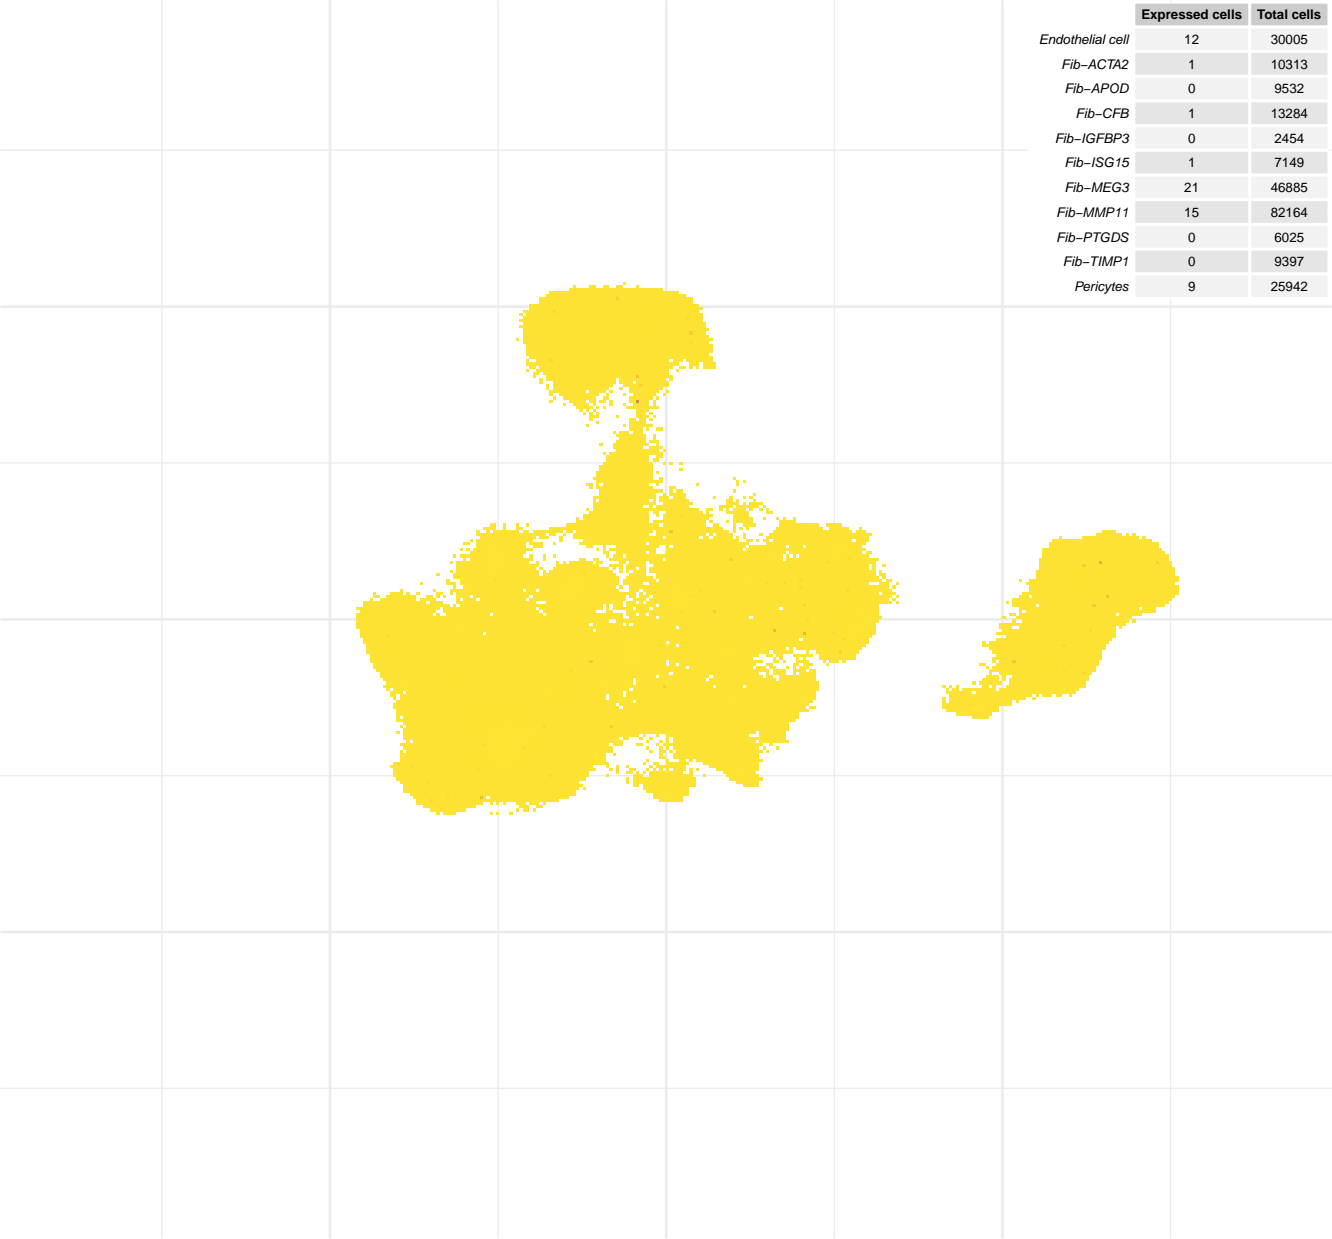 Expressed cells Total cells
Endothelial cell 12 30005
Fib−ACTA2 1 10313
Fib−APOD 0 9532
Fib−CFB 1 13284
Fib−IGFBP3 0 2454
Fib−ISG15 1 7149
Fib−MEG3 21 46885
Fib−MMP11 15 82164
Fib−PTGDS 0 6025
Fib−TIMP1 0 9397
Pericytes 9 25942